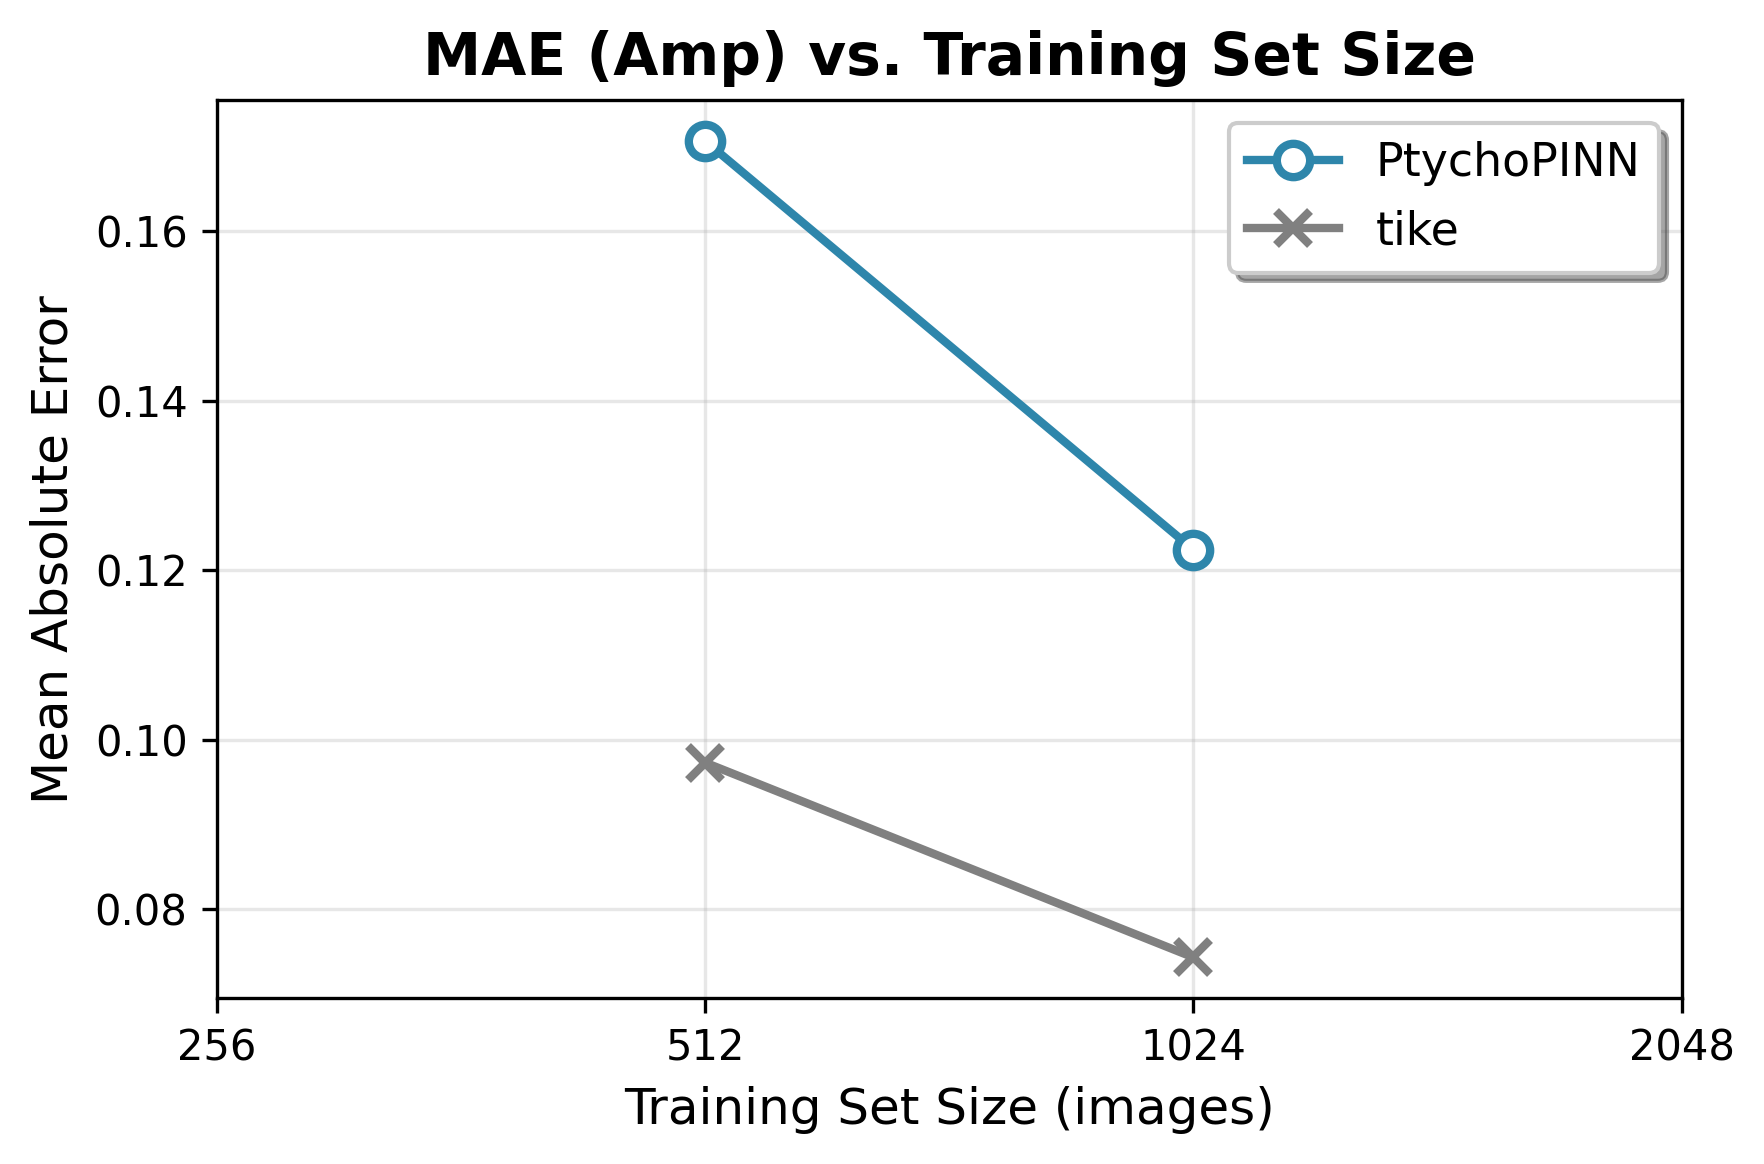 MAE (Amp) vs. Training Set Size
PtychoPINN
tike
Mean Absolute Error
0.16
0.14
0.12
0.10
0.08
256
512
1024
2048
Training Set Size (images)